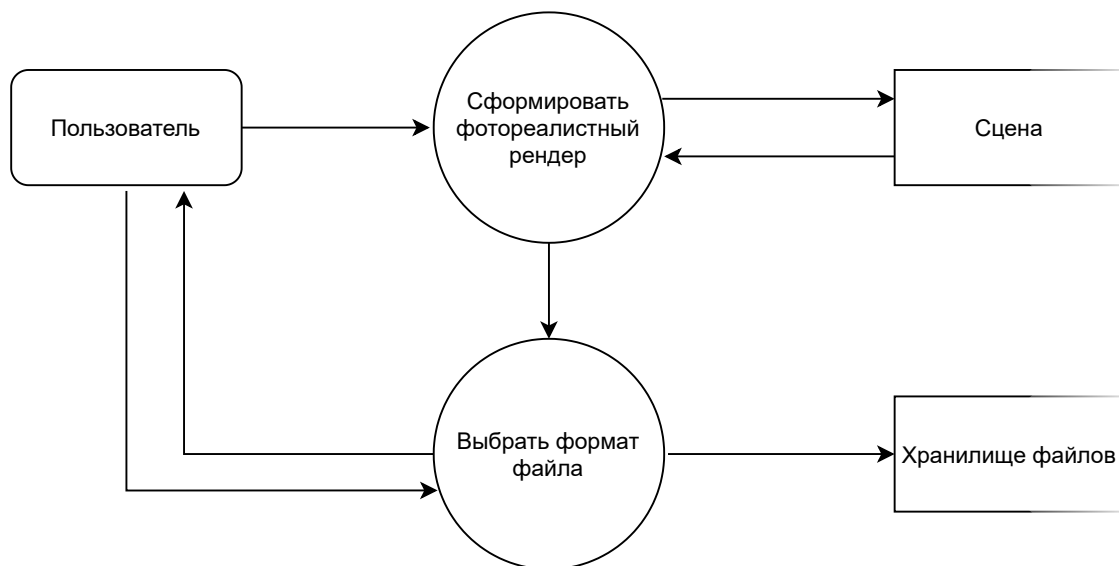 Пользователь
Сформировать
фотореалистный
рендер
Сцена
Выбрать формат
файла
Хранилище файлов